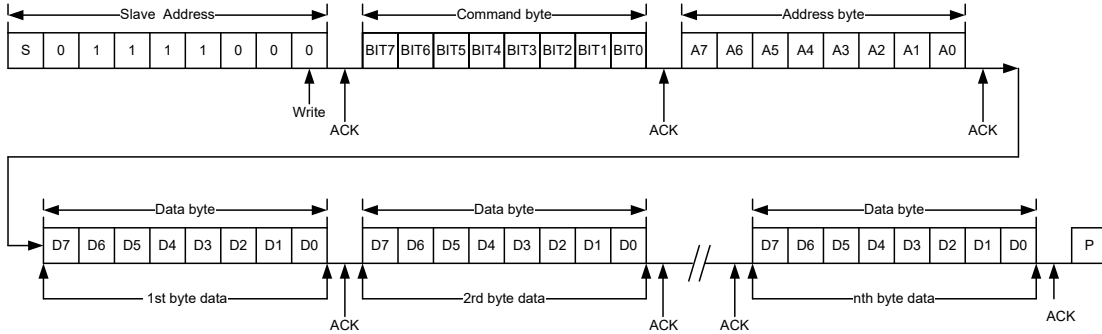 Slave Address Command byte Address byte
S 0 1 1 1 1 0 0 0 BIT7 BIT6 BIT5 BIT4 BIT3 BIT2 BIT1 BIT0 A7 A6 A5 A4 A3 A2 A1 A0
Write
ACK ACK ACK
Data byte Data byte Data byte
D7 D6 D5 D4 D3 D2 D1 D0 D7 D6 D5 D4 D3 D2 D1 D0 D7 D6 D5 D4 D3 D2 D1 D0 P
1st byte data 2rd byte data nth byte data
ACK ACK ACK ACK